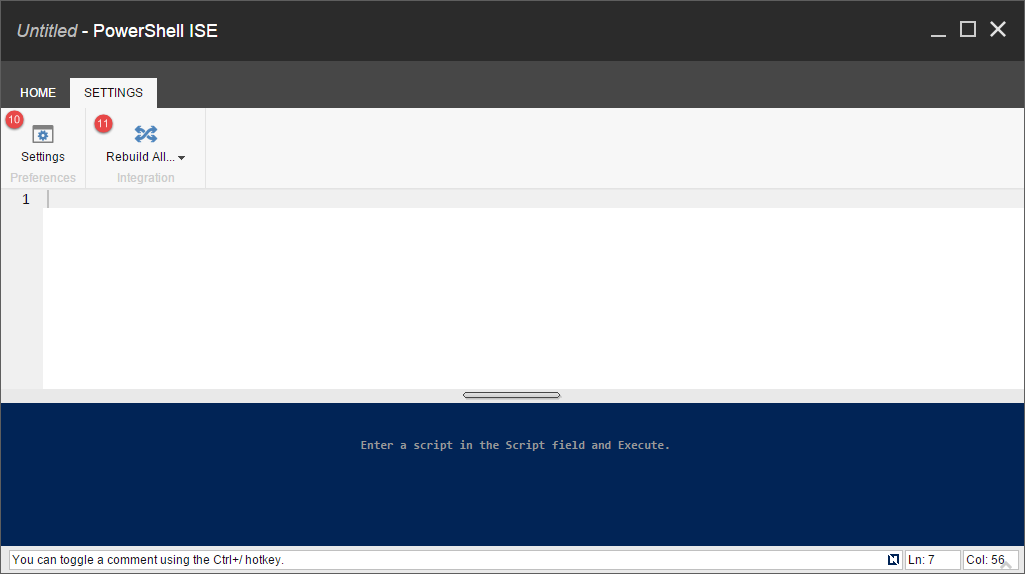 Untitled - PowerShell ISE
HOME SETTINGS
10 11
Settings Rebuild All...
Preferences Integration
1
Enter a script in the Script field and Execute.
You can toggle a comment using the Ctrl+/ hotkey. Ln: 7 Col: 56